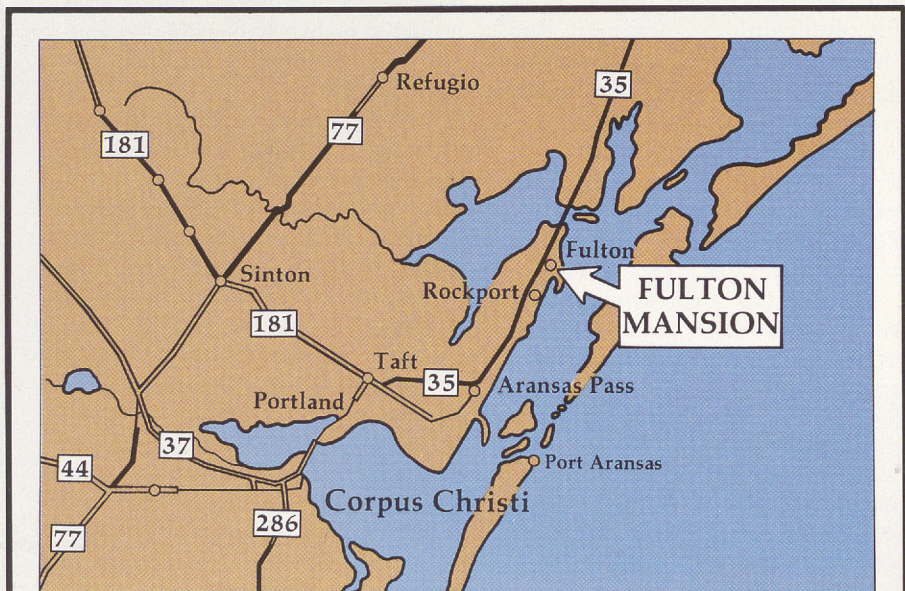 35
Refugio
77
181
Fulton
Sinton
FULTON
MANSION
Rockport
181
Taft
35
Aransas Pass
Portland
37
44
Port Aransas
Corpus Christi
286
77